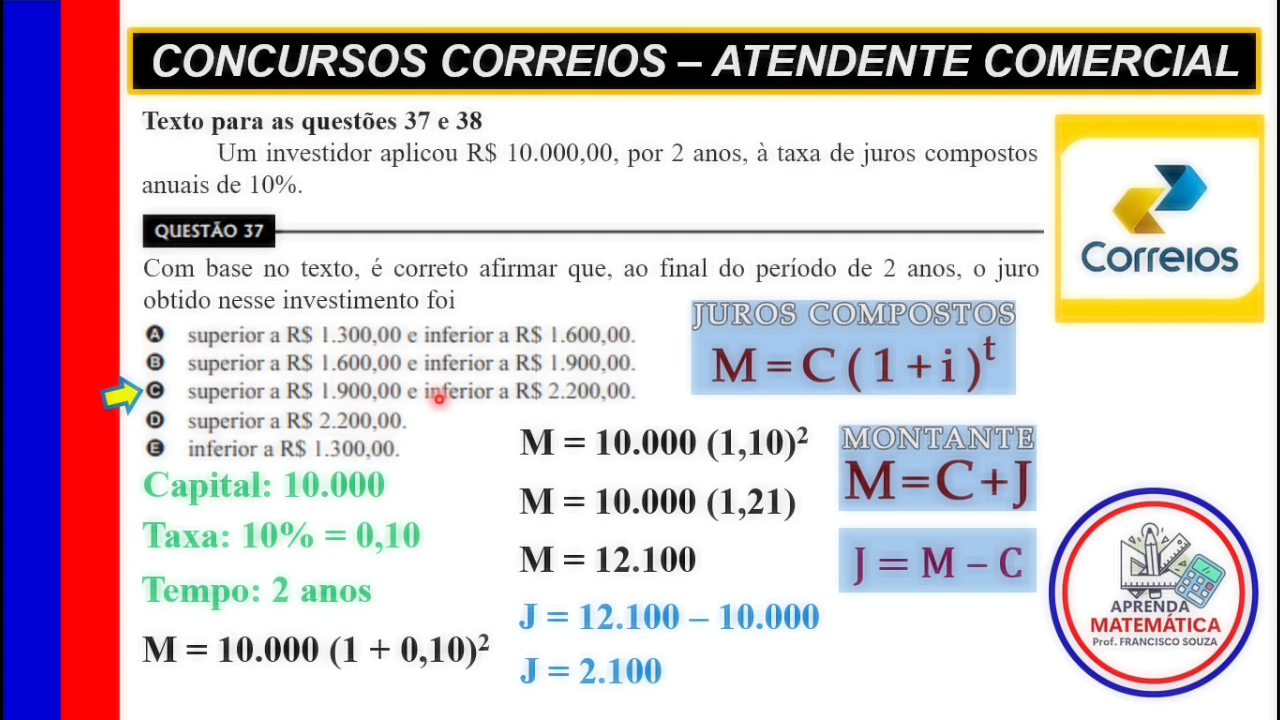 CONCURSOS CORREIOS – ATENDENTE COMERCIAL
Texto para as questões 37 e 38
Um investidor aplicou R$ 10.000,00, por 2 anos, à taxa de juros compostos
anuais de 10%.
QUESTÃO 37
Com base no texto, é correto afirmar que, ao final do período de 2 anos, o juro
obtido nesse investimento foi
A superior a R$ 1.300,00 e inferior a R$ 1.600,00.
B superior a R$ 1.600,00 e inferior a R$ 1.900,00.
C superior a R$ 1.900,00 e inferior a R$ 2.200,00.
D superior a R$ 2.200,00.
E inferior a R$ 1.300,00.
Capital: 10.000
Taxa: 10% = 0,10
Tempo: 2 anos
M = 10.000 (1 + 0,10)²
M = 10.000 (1,10)²
M = 10.000 (1,21)
M = 12.100
J = 12.100 – 10.000
J = 2.100
JUROS COMPOSTOS
M = C ( 1 + i )ᵗ
MONTANTE
M=C+J
J = M – C
Correios
APRENDA
MATEMÁTICA
Prof. FRANCISCO SOUZA